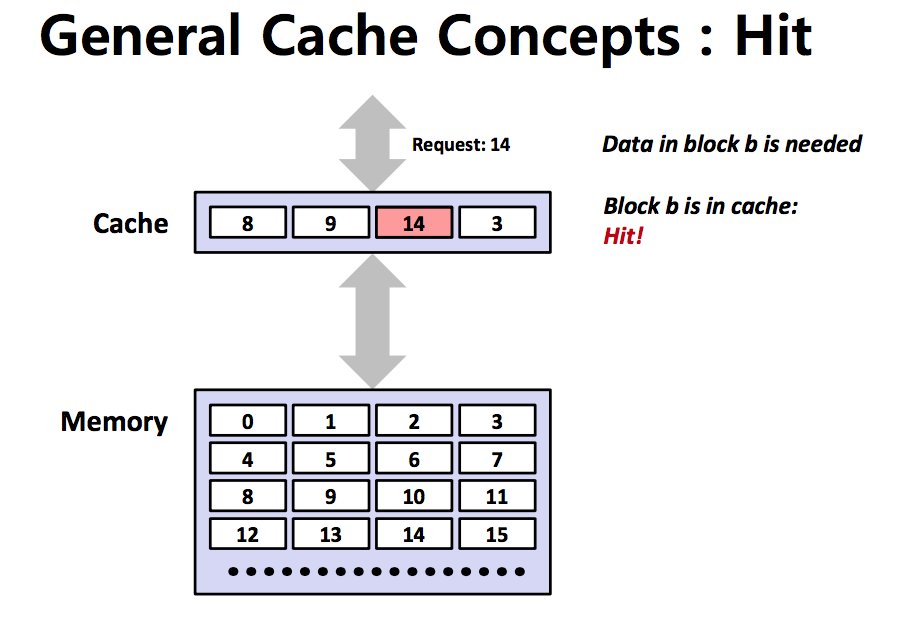 General Cache Concepts : Hit
Request: 14
Data in block b is needed
Cache
8 9 14 3
Block b is in cache:
Hit!
Memory
0 1 2 3
4 5 6 7
8 9 10 11
12 13 14 15